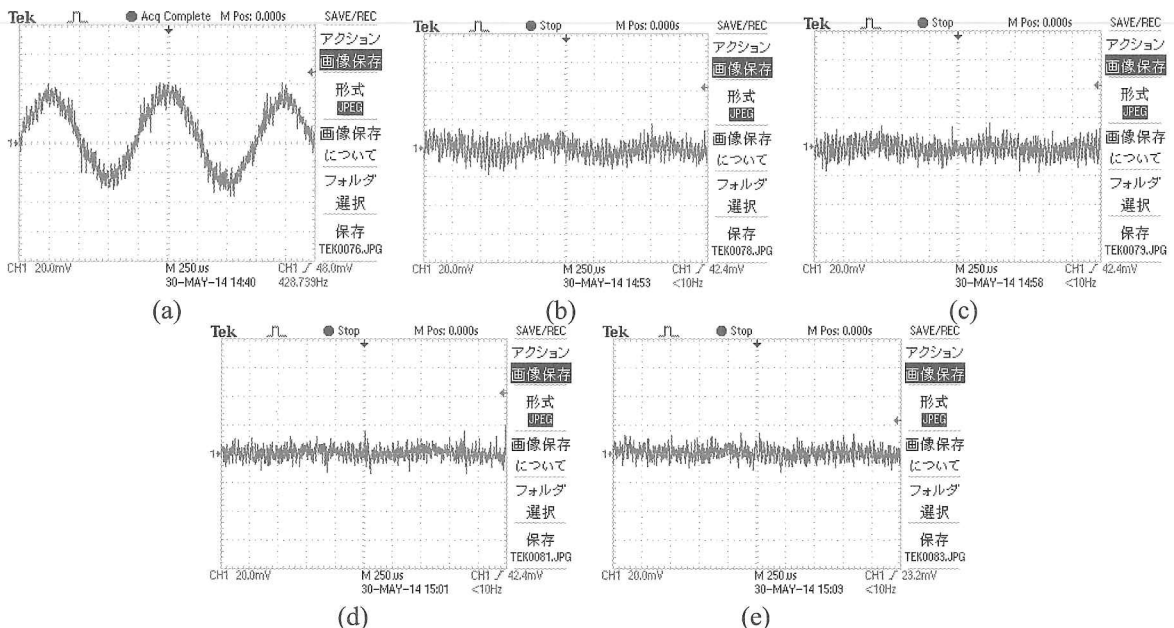 Tek Acq Complete M Pos: 0.000s SAVE/REC
アクション
画像保存
形式
JPEG
画像保存
について
フォルダ
選択
保存
TEK0076.JPG
1
CH1 20.0mV M 250µs CH1 48.0mV
30-MAY-14 14:40 428.739Hz
(a)
Tek Stop M Pos: 0.000s SAVE/REC
アクション
画像保存
形式
JPEG
画像保存
について
フォルダ
選択
保存
TEK0078.JPG
1
CH1 20.0mV M 250µs CH1 42.4mV
30-MAY-14 14:53 <10Hz
(b)
Tek Stop M Pos: 0.000s SAVE/REC
アクション
画像保存
形式
JPEG
画像保存
について
フォルダ
選択
保存
TEK0079.JPG
1
CH1 20.0mV M 250µs CH1 42.4mV
30-MAY-14 14:58 <10Hz
(c)
Tek Stop M Pos: 0.000s SAVE/REC
アクション
画像保存
形式
JPEG
画像保存
について
フォルダ
選択
保存
TEK0081.JPG
1
CH1 20.0mV M 250µs CH1 42.4mV
30-MAY-14 15:01 <10Hz
(d)
Tek Stop M Pos: 0.000s SAVE/REC
アクション
画像保存
形式
JPEG
画像保存
について
フォルダ
選択
保存
TEK0083.JPG
1
CH1 20.0mV M 250µs CH1 23.2mV
30-MAY-14 15:09 <10Hz
(e)